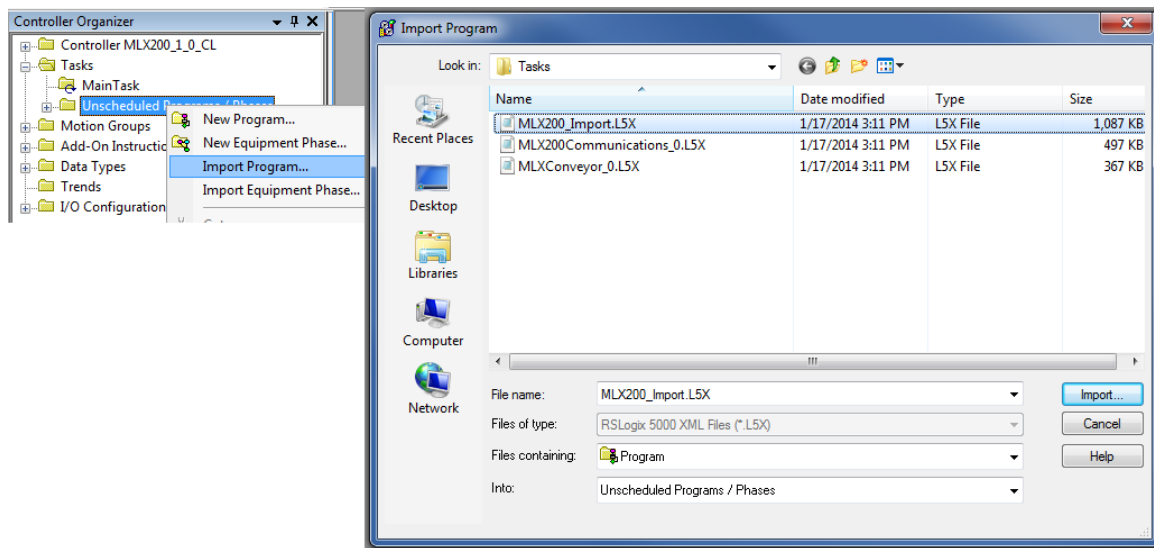 Controller Organizer
Controller MLX200_1_0_CL
Tasks
MainTask
Unscheduled Programs / Phases
Motion Groups
Add-On Instructio
Data Types
Trends
I/O Configuration
New Program...
New Equipment Phase...
Import Program...
Import Equipment Phase...
Import Program
Look in:
Tasks
Recent Places
Desktop
Libraries
Computer
Network
Name
Date modified
Type
Size
MLX200_Import.L5X
1/17/2014 3:11 PM
L5X File
1,087 KB
MLX200Communications_0.L5X
1/17/2014 3:11 PM
L5X File
497 KB
MLXConveyor_0.L5X
1/17/2014 3:11 PM
L5X File
367 KB
File name:
MLX200_Import.L5X
Import...
Files of type:
RSLogix 5000 XML Files (*.L5X)
Cancel
Files containing:
Program
Help
Into:
Unscheduled Programs / Phases